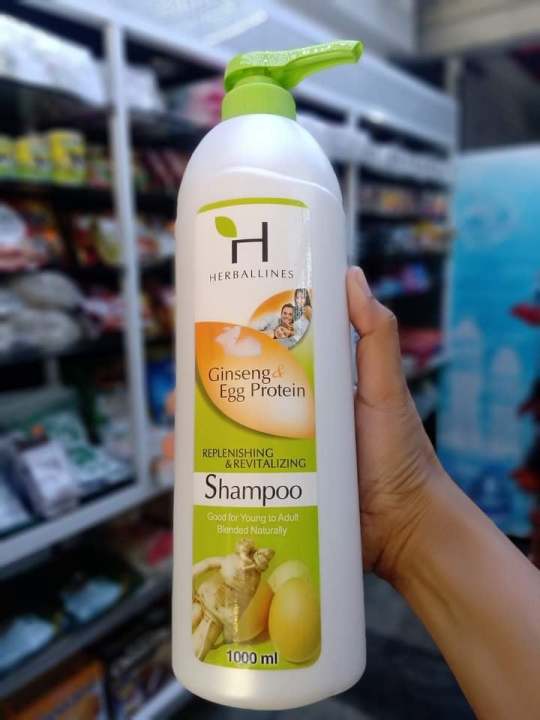 H
HERBALLINES
Ginseng &
Egg Protein
REPLENISHING
& REVITALIZING
Shampoo
Good for Young to Adult
Blended Naturally
1000 ml